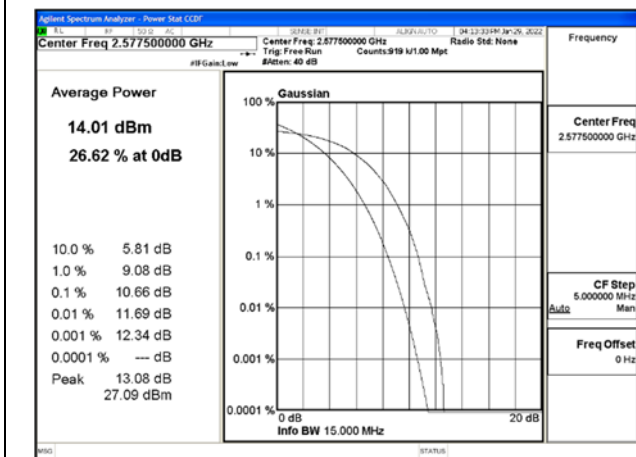 Agilent Spectrum Analyzer - Power Stat CCDF
RL RF 50 Ω AC SENSE:INT ALIGN AUTO 04:13:33 PM Jan 29, 2022
Center Freq 2.577500000 GHz
Center Freq: 2.577500000 GHz Radio Std: None
Trig: Free Run Counts:919 k/1.00 Mpt
#IFGain:Low #Atten: 40 dB
Frequency
Average Power
14.01 dBm
26.62 % at 0dB
10.0 % 5.81 dB
1.0 % 9.08 dB
0.1 % 10.66 dB
0.01 % 11.69 dB
0.001 % 12.34 dB
0.0001 % --- dB
Peak 13.08 dB
27.09 dBm
Gaussian
100 %
10 %
1 %
0.1 %
0.01 %
0.001 %
0.0001 %
0 dB 20 dB
Info BW 15.000 MHz
Center Freq
2.577500000 GHz
CF Step
5.000000 MHz
Auto Man
Freq Offset
0 Hz
MSG STATUS